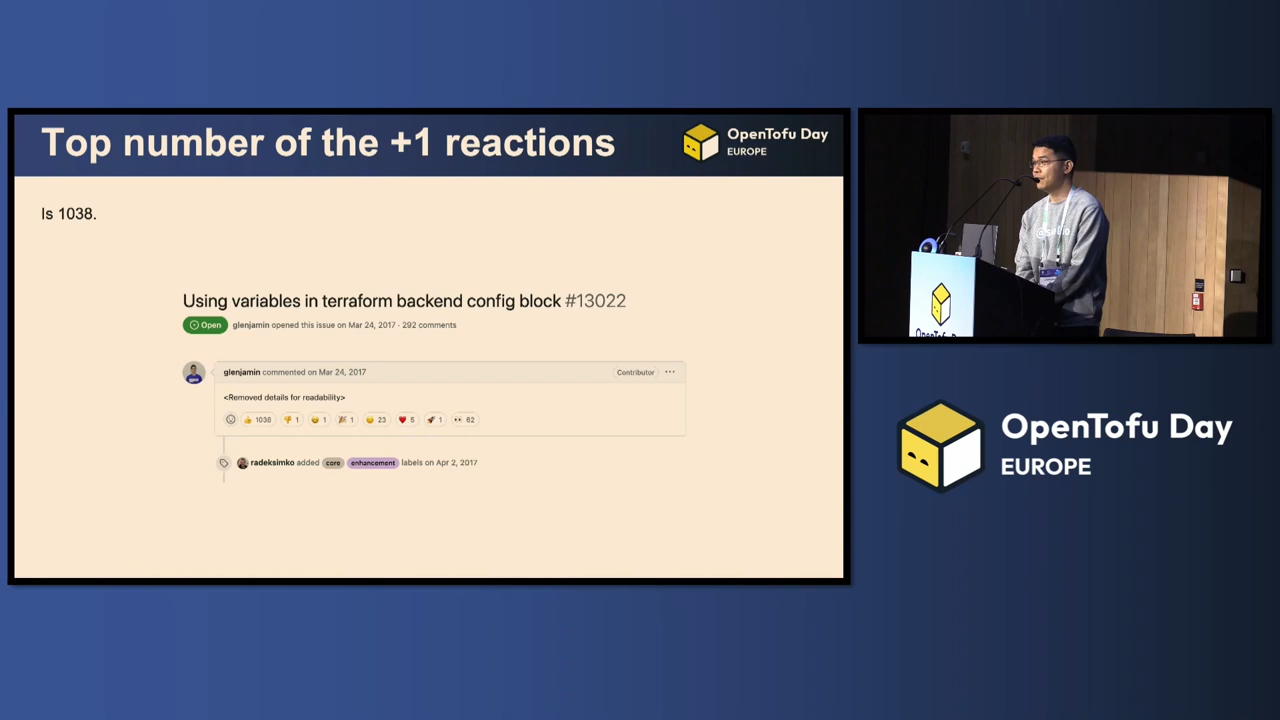 Top number of the +1 reactions
OpenTofu Day
EUROPE
Is 1038.
Using variables in terraform backend config block #13022
Open glenjamin opened this issue on Mar 24, 2017 · 292 comments
glenjamin commented on Mar 24, 2017
Contributor
<Removed details for readability>
1038 1 1 1 23 5 1 62
radeksimko added core enhancement labels on Apr 2, 2017
OpenTofu Day
EUROPE